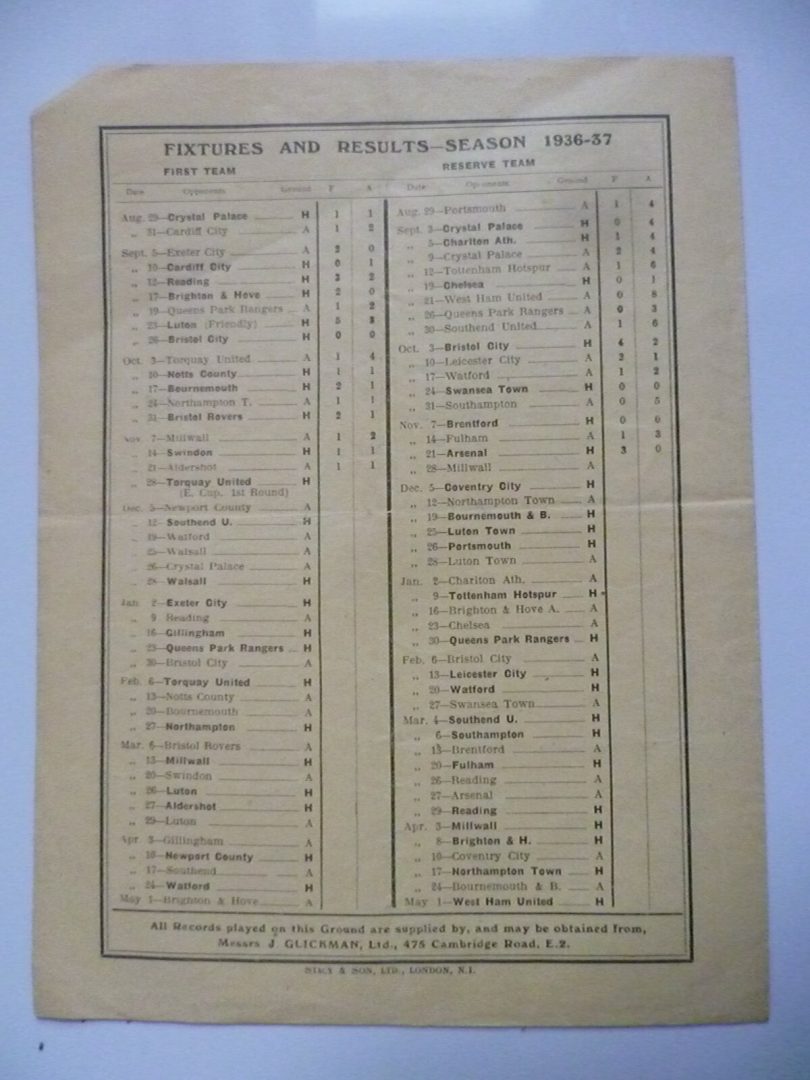 FIXTURES AND RESULTS—SEASON 1936-37
FIRST TEAM
Date Opponents Ground F A
Aug. 29—Crystal Palace H 1 1
„ 31—Cardiff City A 1 2
Sept. 5—Exeter City A 2 0
„ 10—Cardiff City H 0 1
„ 12—Reading H 3 2
„ 17—Brighton & Hove H 2 0
„ 19—Queens Park Rangers A 1 2
„ 23—Luton (Friendly) H 5 3
„ 26—Bristol City H 0 0
Oct. 3—Torquay United A 1 4
„ 10—Notts County H 1 1
„ 17—Bournemouth H 2 1
„ 24—Northampton T. A 1 1
„ 31—Bristol Rovers H 2 1
Nov. 7—Millwall A 1 2
„ 14—Swindon H 1 1
„ 21—Aldershot A 1 1
„ 28—Torquay United H
(E. Cup. 1st Round)
Dec. 5—Newport County A
„ 12—Southend U. H
„ 19—Watford A
„ 25—Walsall A
26—Crystal Palace A
„ 28—Walsall H
Jan 2—Exeter City H
„ 9 Reading A
„ 16—Gillingham H
„ 23—Queens Park Rangers H
„ 30—Bristol City A
Feb. 6—Torquay United H
„ 13—Notts County A
„ 20—Bournemouth A
„ 27—Northampton H
Mar. 6—Bristol Rovers A
„ 13—Millwall H
„ 20—Swindon A
„ 26—Luton H
„ 27—Aldershot H
„ 29—Luton A
Apr 3—Gillingham A
„ 10—Newport County H
„ 17—Southend A
„ 24—Watford H
May 1—Brighton & Hove A
RESERVE TEAM
Date Opponents Ground F A
Aug. 29—Portsmouth A 1 4
Sept. 3—Crystal Palace H 0 4
„ 5—Charlton Ath. H 1 4
„ 9—Crystal Palace A 2 4
„ 12—Tottenham Hotspur A 1 6
„ 19—Chelsea H 0 1
„ 21—West Ham United A 0 8
„ 26—Queens Park Rangers A 0 3
„ 30—Southend United A 1 6
Oct. 3—Bristol City H 4 2
„ 10—Leicester City A 2 1
„ 17—Watford A 1 2
„ 24—Swansea Town H 0 0
„ 31—Southampton A 0 5
Nov. 7—Brentford H 0 0
„ 14—Fulham A 1 3
„ 21—Arsenal H 3 0
„ 28—Millwall A
Dec. 5—Coventry City H
„ 12—Northampton Town A
„ 19—Bournemouth & B. H
„ 25—Luton Town H
„ 26—Portsmouth H
„ 28—Luton Town A
Jan. 2—Charlton Ath. A
„ 9—Tottenham Hotspur H
„ 16—Brighton & Hove A. A
„ 23—Chelsea A
„ 30—Queens Park Rangers H
Feb. 6—Bristol City A
„ 13—Leicester City H
„ 20—Watford H
„ 27—Swansea Town A
Mar. 4—Southend U. H
„ 6—Southampton H
„ 13—Brentford A
„ 20—Fulham H
„ 26—Reading A
„ 27—Arsenal A
„ 29—Reading H
Apr. 3—Millwall H
„ 8—Brighton & H. H
„ 10—Coventry City A
„ 17—Northampton Town H
„ 24—Bournemouth & B. A
May 1—West Ham United H
All Records played on this Ground are supplied by, and may be obtained from,
Messrs J GLICKMAN, Ltd., 475 Cambridge Road, E.2.
STACY & SON, LTD., LONDON, N.1.